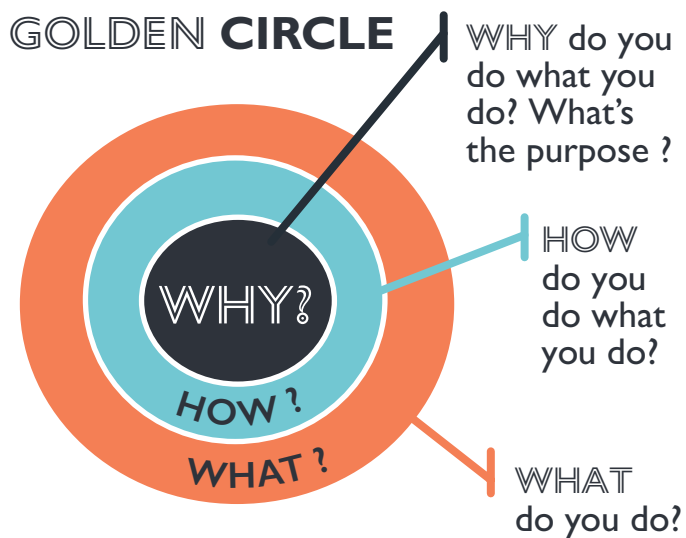 GOLDEN CIRCLE
WHY do you
do what you
do? What's
the purpose ?
HOW
do you
do what
you do?
WHY?
HOW ?
WHAT ?
WHAT
do you do?